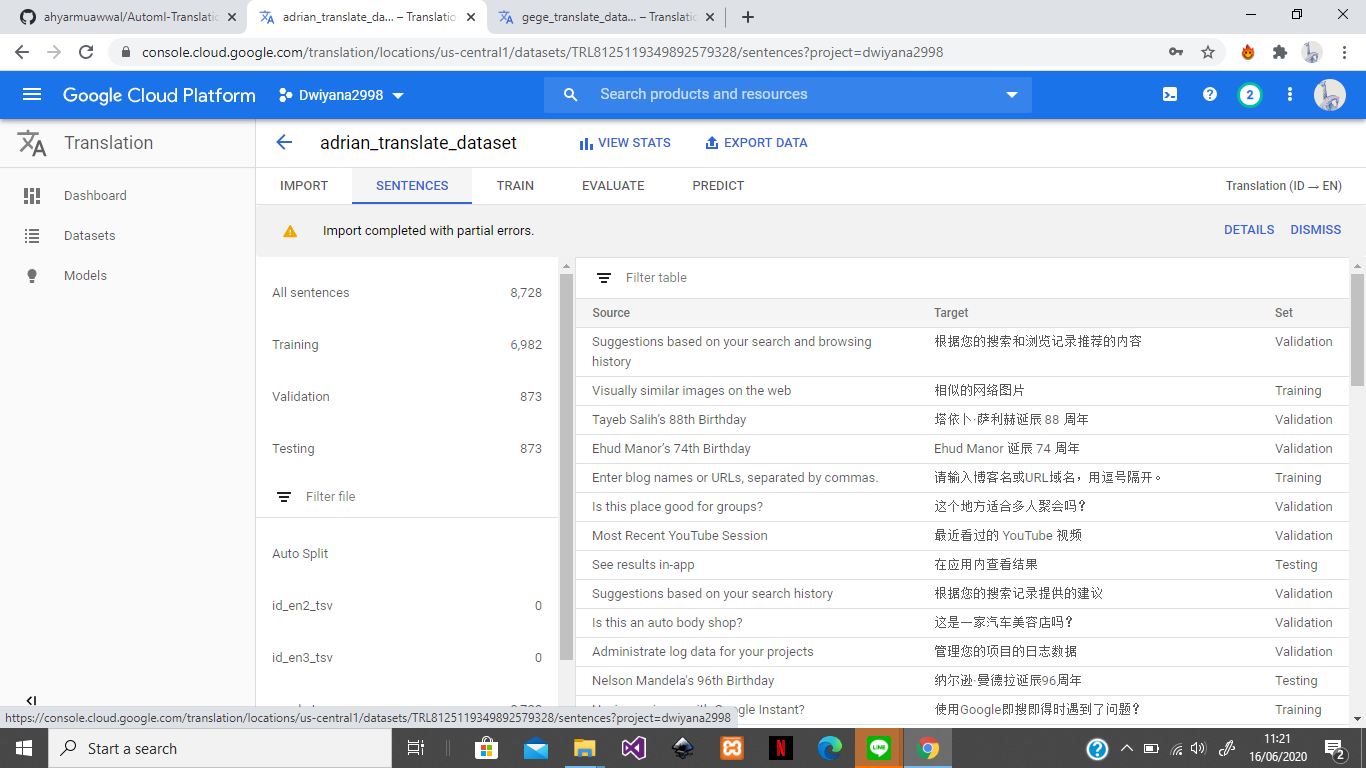 ahyarmuawwal/Automl-Translatic
adrian_translate_da... – Translatio
gege_translate_data... – Translatic
console.cloud.google.com/translation/locations/us-central1/datasets/TRL8125119349892579328/sentences?project=dwiyana2998
Google Cloud Platform
Dwiyana2998
Search products and resources
2
Translation
adrian_translate_dataset
VIEW STATS
EXPORT DATA
Dashboard
Datasets
Models
IMPORT
SENTENCES
TRAIN
EVALUATE
PREDICT
Translation (ID → EN)
Import completed with partial errors.
DETAILS
DISMISS
All sentences 8,728
Training 6,982
Validation 873
Testing 873
Filter file
Auto Split
id_en2_tsv 0
id_en3_tsv 0
Filter table
Source Target Set
Suggestions based on your search and browsing
history
根据您的搜索和浏览记录推荐的内容 Validation
Visually similar images on the web 相似的网络图片 Training
Tayeb Salih's 88th Birthday 塔依卜·萨利赫诞辰 88 周年 Validation
Ehud Manor’s 74th Birthday Ehud Manor 诞辰 74 周年 Validation
Enter blog names or URLs, separated by commas. 请输入博客名或URL域名，用逗号隔开。 Training
Is this place good for groups? 这个地方适合多人聚会吗？ Validation
Most Recent YouTube Session 最近看过的 YouTube 视频 Validation
See results in-app 在应用内查看结果 Testing
Suggestions based on your search history 根据您的搜索记录提供的建议 Validation
Is this an auto body shop? 这是一家汽车美容店吗？ Validation
Administrate log data for your projects 管理您的项目的日志数据 Validation
Nelson Mandela's 96th Birthday 纳尔逊·曼德拉诞辰96周年 Testing
Google Instant? 使用Google即搜即得时遇到了问题？ Training
https://console.cloud.google.com/translation/locations/us-central1/datasets/TRL8125119349892579328/sentences?project=dwiyana2998
Start a search
N
LINE
11:21
16/06/2020
2